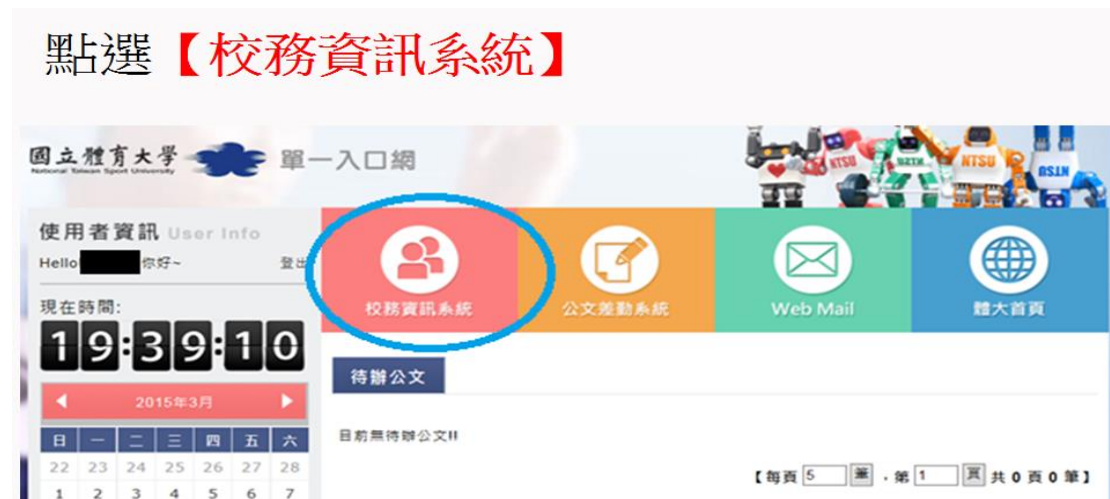 點選【校務資訊系統】
國立體育大學
National Taiwan Sport University
單一入口網
NTSU
NTSU
NTSU
使用者資訊 User Info
Hello 你好~ 登出
現在時間:
19:39:10
2015年3月
日 一 二 三 四 五 六
22 23 24 25 26 27 28
1 2 3 4 5 6 7
校務資訊系統
公文差勤系統
Web Mail
體大首頁
待辦公文
目前無待辦公文!!
【每頁 5 筆 , 第 1 頁 共 0 頁 0 筆】